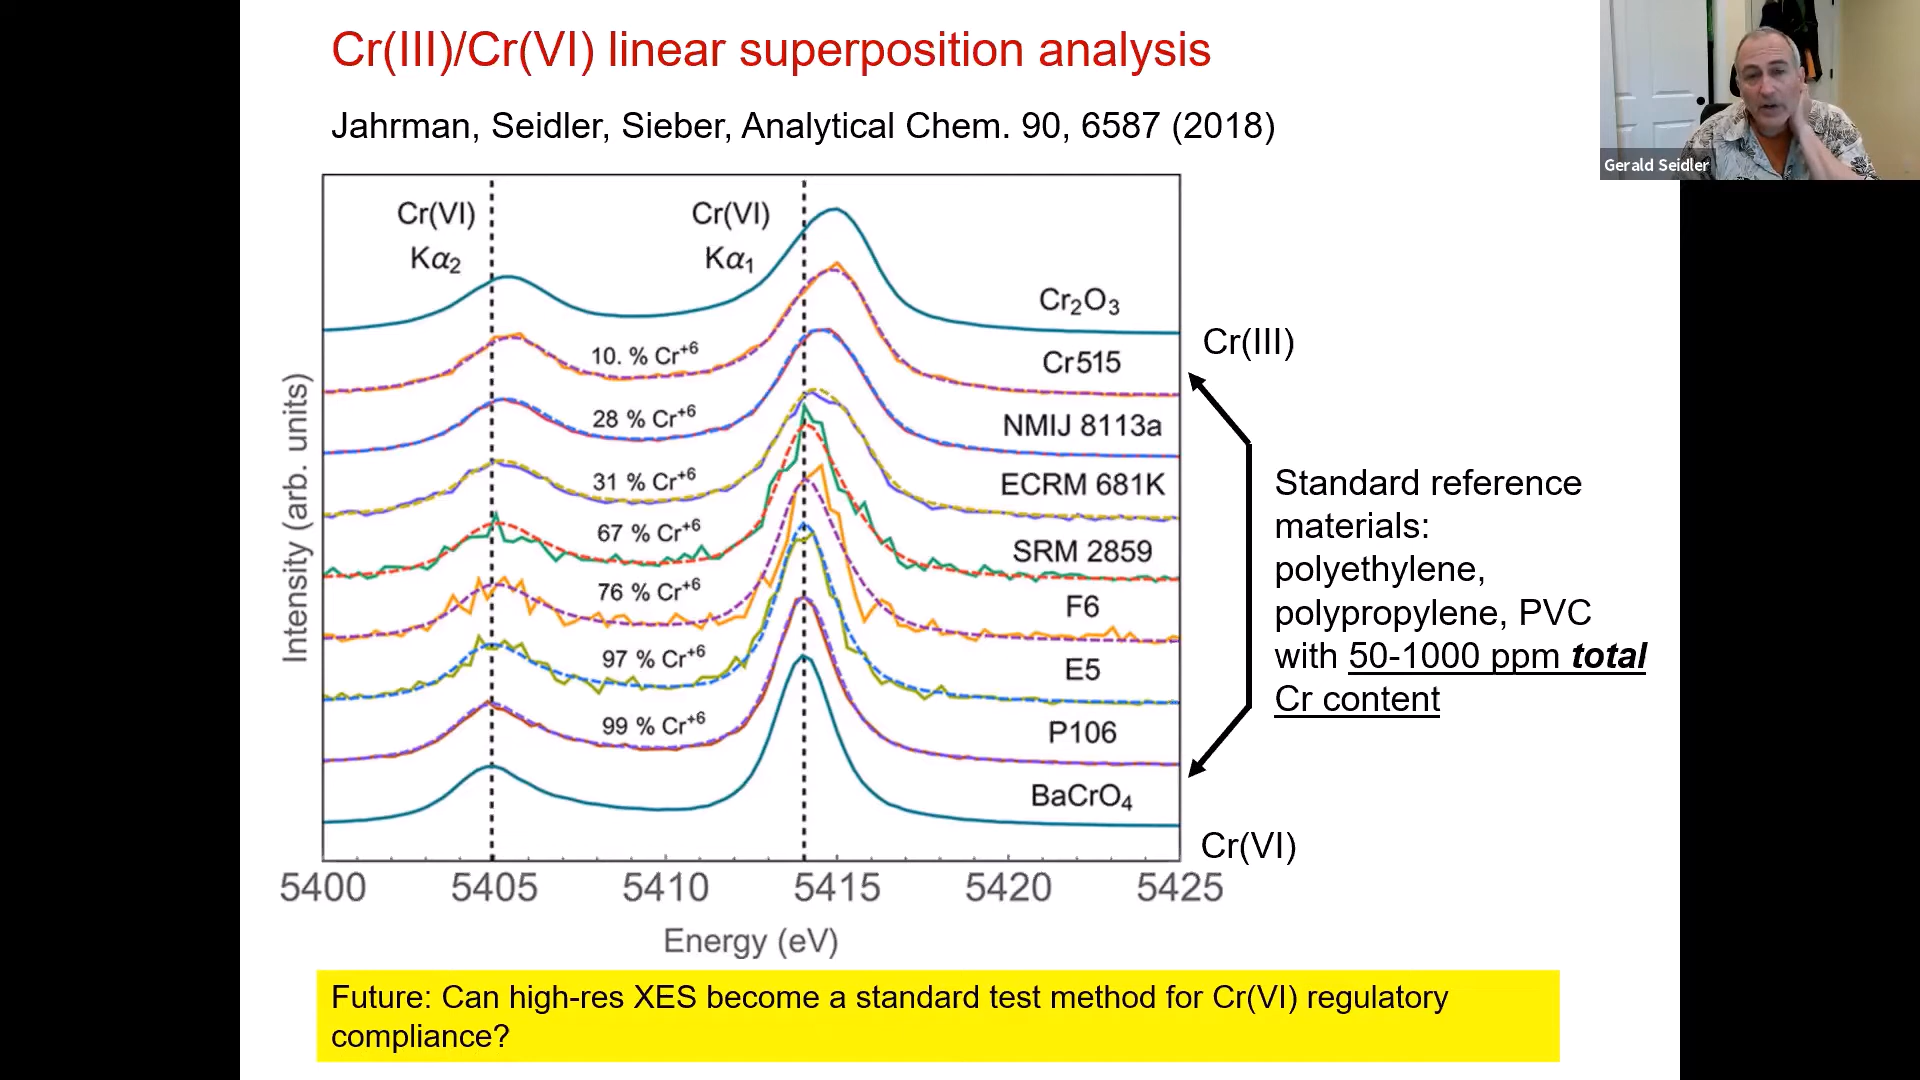 Cr(III)/Cr(VI) linear superposition analysis
Jahrman, Seidler, Sieber, Analytical Chem. 90, 6587 (2018)
Gerald Seidler
Cr(VI)
Kα₂
Cr(VI)
Kα₁
Cr₂O₃
Cr(III)
10. % Cr⁺⁶
Cr515
28 % Cr⁺⁶
NMIJ 8113a
31 % Cr⁺⁶
ECRM 681K
67 % Cr⁺⁶
SRM 2859
76 % Cr⁺⁶
F6
97 % Cr⁺⁶
E5
99 % Cr⁺⁶
P106
BaCrO₄
Cr(VI)
Intensity (arb. units)
5400 5405 5410 5415 5420 5425
Energy (eV)
Standard reference
materials:
polyethylene,
polypropylene, PVC
with 50-1000 ppm total
Cr content
Future: Can high-res XES become a standard test method for Cr(VI) regulatory
compliance?